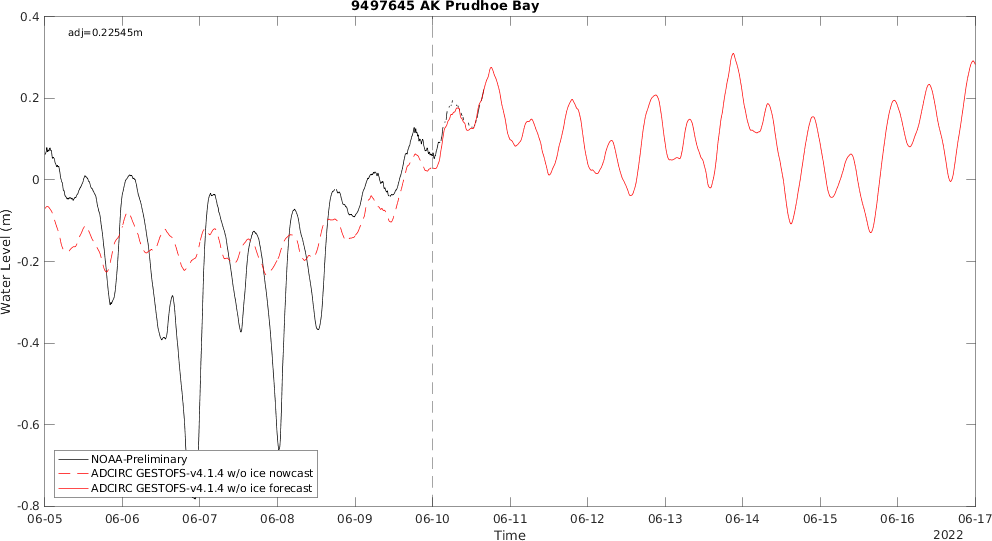 9497645 AK Prudhoe Bay
adj=0.22545m
0.4
0.2
0
-0.2
-0.4
-0.6
-0.8
Water Level (m)
NOAA-Preliminary
ADCIRC GESTOFS-v4.1.4 w/o ice nowcast
ADCIRC GESTOFS-v4.1.4 w/o ice forecast
06-05 06-06 06-07 06-08 06-09 06-10 06-11 06-12 06-13 06-14 06-15 06-16 06-17
Time
2022